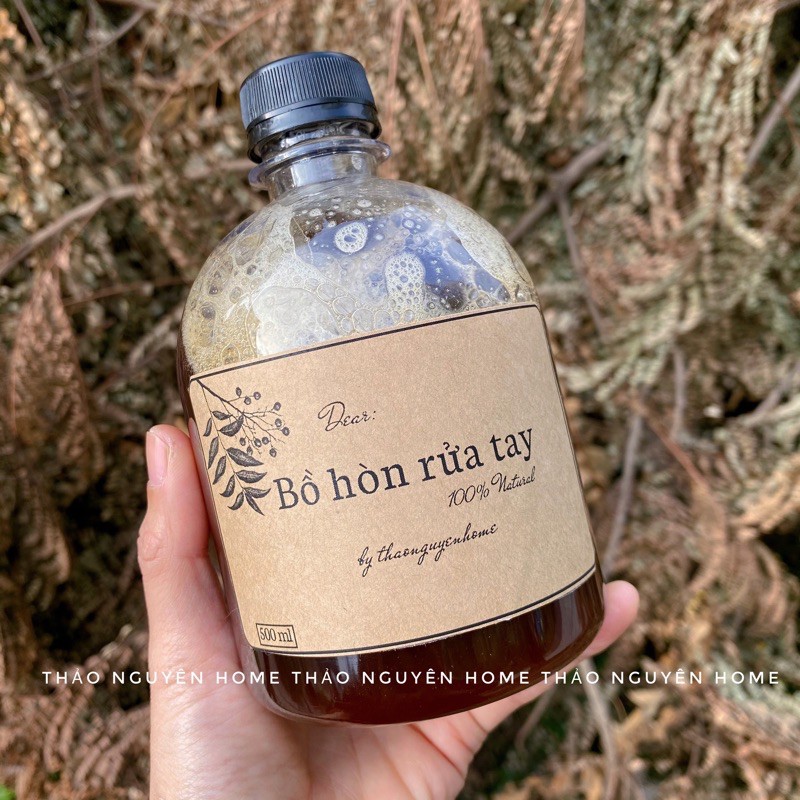 Dear:
Bồ hòn rửa tay
100% Natural
by thaonguyenhome
500 ml
THẢO NGUYÊN HOME THẢO NGUYÊN HOME THẢO NGUYÊN HOME